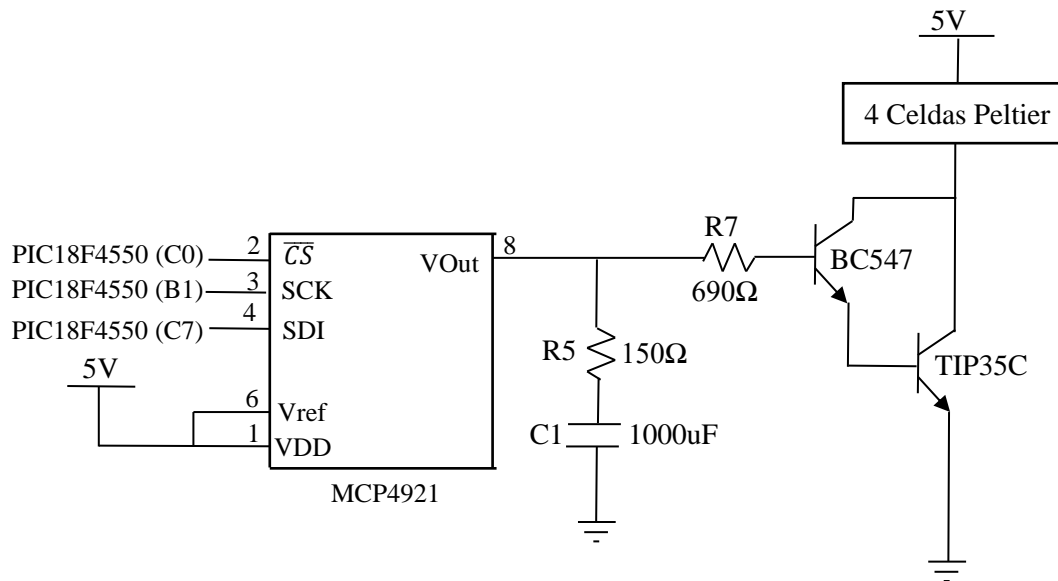 5V
4 Celdas Peltier
PIC18F4550 (C0)
2
CS
PIC18F4550 (B1)
3
SCK
PIC18F4550 (C7)
4
SDI
VOut
8
R7
690Ω
BC547
R5
150Ω
TIP35C
5V
6
Vref
1
VDD
C1
1000uF
MCP4921